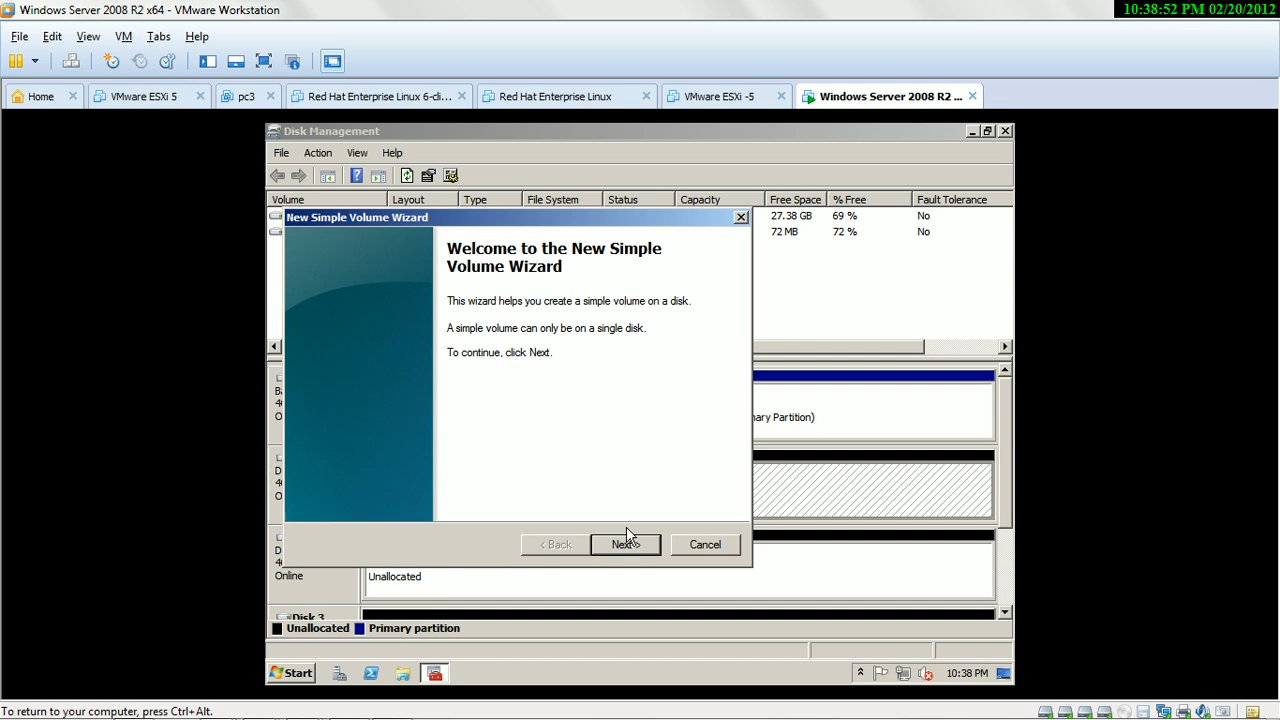 Windows Server 2008 R2 x64 - VMware Workstation
10:38:52 PM 02/20/2012
File Edit View VM Tabs Help
Home VMware ESXi 5 pc3 Red Hat Enterprise Linux 6-cli... Red Hat Enterprise Linux VMware ESXi -5 Windows Server 2008 R2 ...
Disk Management
File Action View Help
Volume Layout Type File System Status Capacity Free Space % Free Fault Tolerance
27.38 GB 69 % No
72 MB 72 % No
New Simple Volume Wizard
Welcome to the New Simple
Volume Wizard
This wizard helps you create a simple volume on a disk.
A simple volume can only be on a single disk.
To continue, click Next.
< Back Next > Cancel
Partition)
Online
Unallocated
Disk 3
Unallocated Primary partition
Start
10:38 PM
To return to your computer, press Ctrl+Alt.